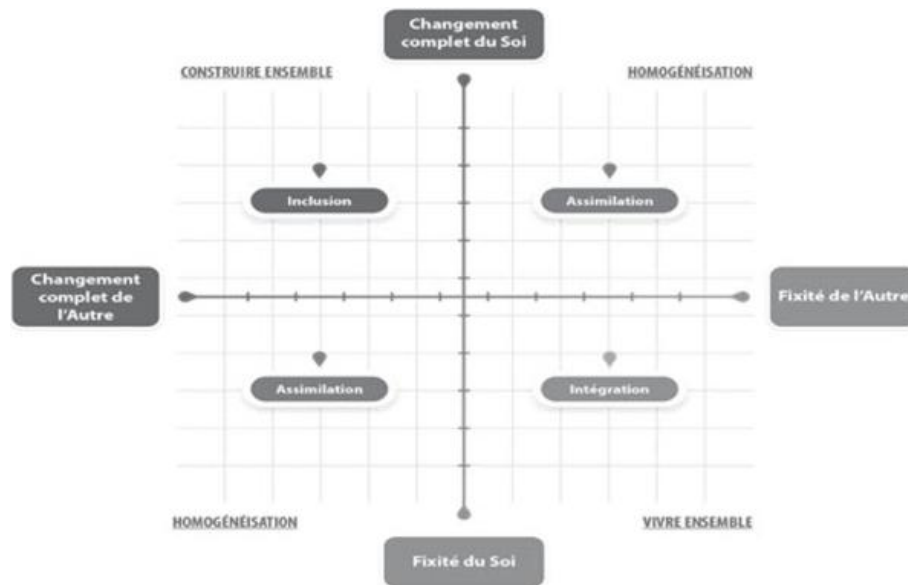 Changement
complet du Soi
CONSTRUIRE ENSEMBLE
HOMOGÉNÉISATION
Inclusion
Assimilation
Changement
complet de
l'Autre
Fixité de l'Autre
Assimilation
Intégration
HOMOGÉNÉISATION
VIVRE ENSEMBLE
Fixité du Soi